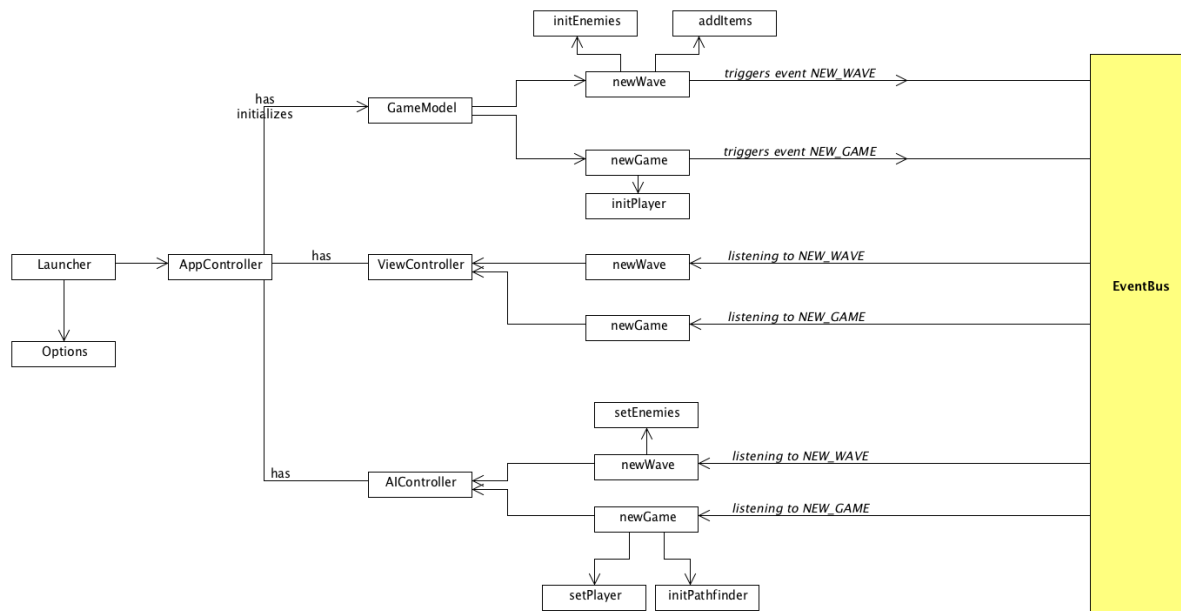 initEnemies
addItems
newWave
triggers event NEW_WAVE
has
initializes
GameModel
newGame
triggers event NEW_GAME
initPlayer
Launcher
AppController
has
ViewController
newWave
listening to NEW_WAVE
EventBus
newGame
listening to NEW_GAME
Options
setEnemies
newWave
listening to NEW_WAVE
has
AIController
newGame
listening to NEW_GAME
setPlayer
initPathfinder